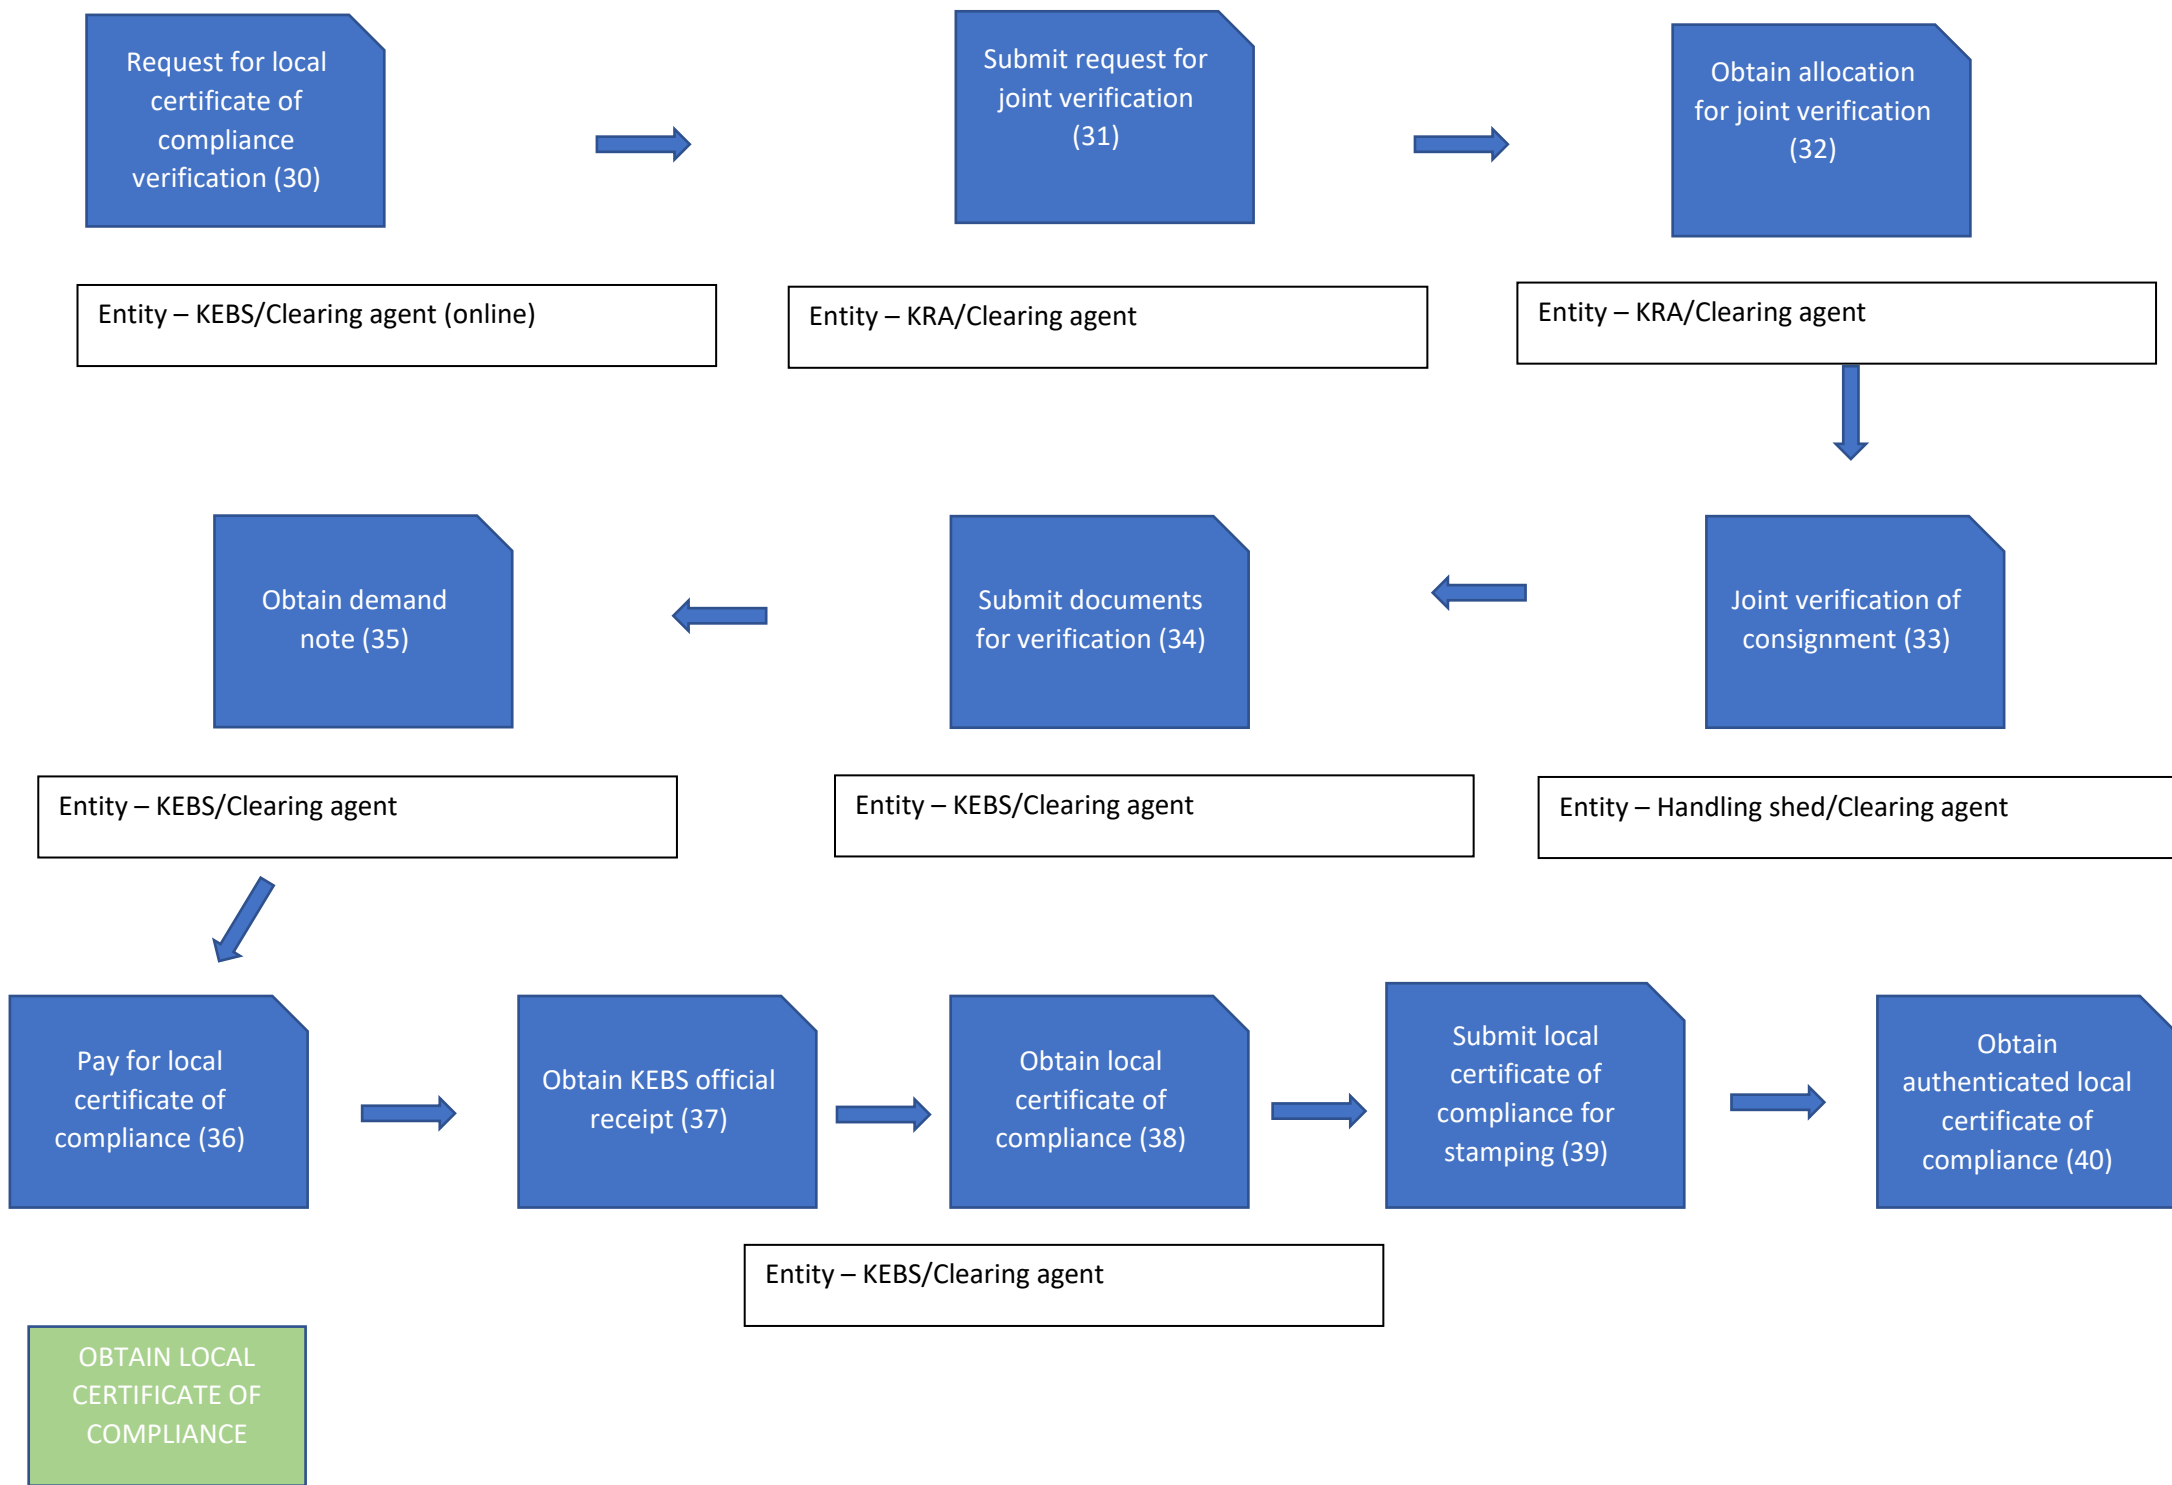 Request for local
certificate of
compliance
verification (30)
Submit request for
joint verification
(31)
Obtain allocation
for joint verification
(32)
Entity – KEBS/Clearing agent (online)
Entity – KRA/Clearing agent
Entity – KRA/Clearing agent
Obtain demand
note (35)
Submit documents
for verification (34)
Joint verification of
consignment (33)
Entity – KEBS/Clearing agent
Entity – KEBS/Clearing agent
Entity – Handling shed/Clearing agent
Pay for local
certificate of
compliance (36)
Obtain KEBS official
receipt (37)
Obtain local
certificate of
compliance (38)
Submit local
certificate of
compliance for
stamping (39)
Obtain
authenticated local
certificate of
compliance (40)
Entity – KEBS/Clearing agent
OBTAIN LOCAL
CERTIFICATE OF
COMPLIANCE